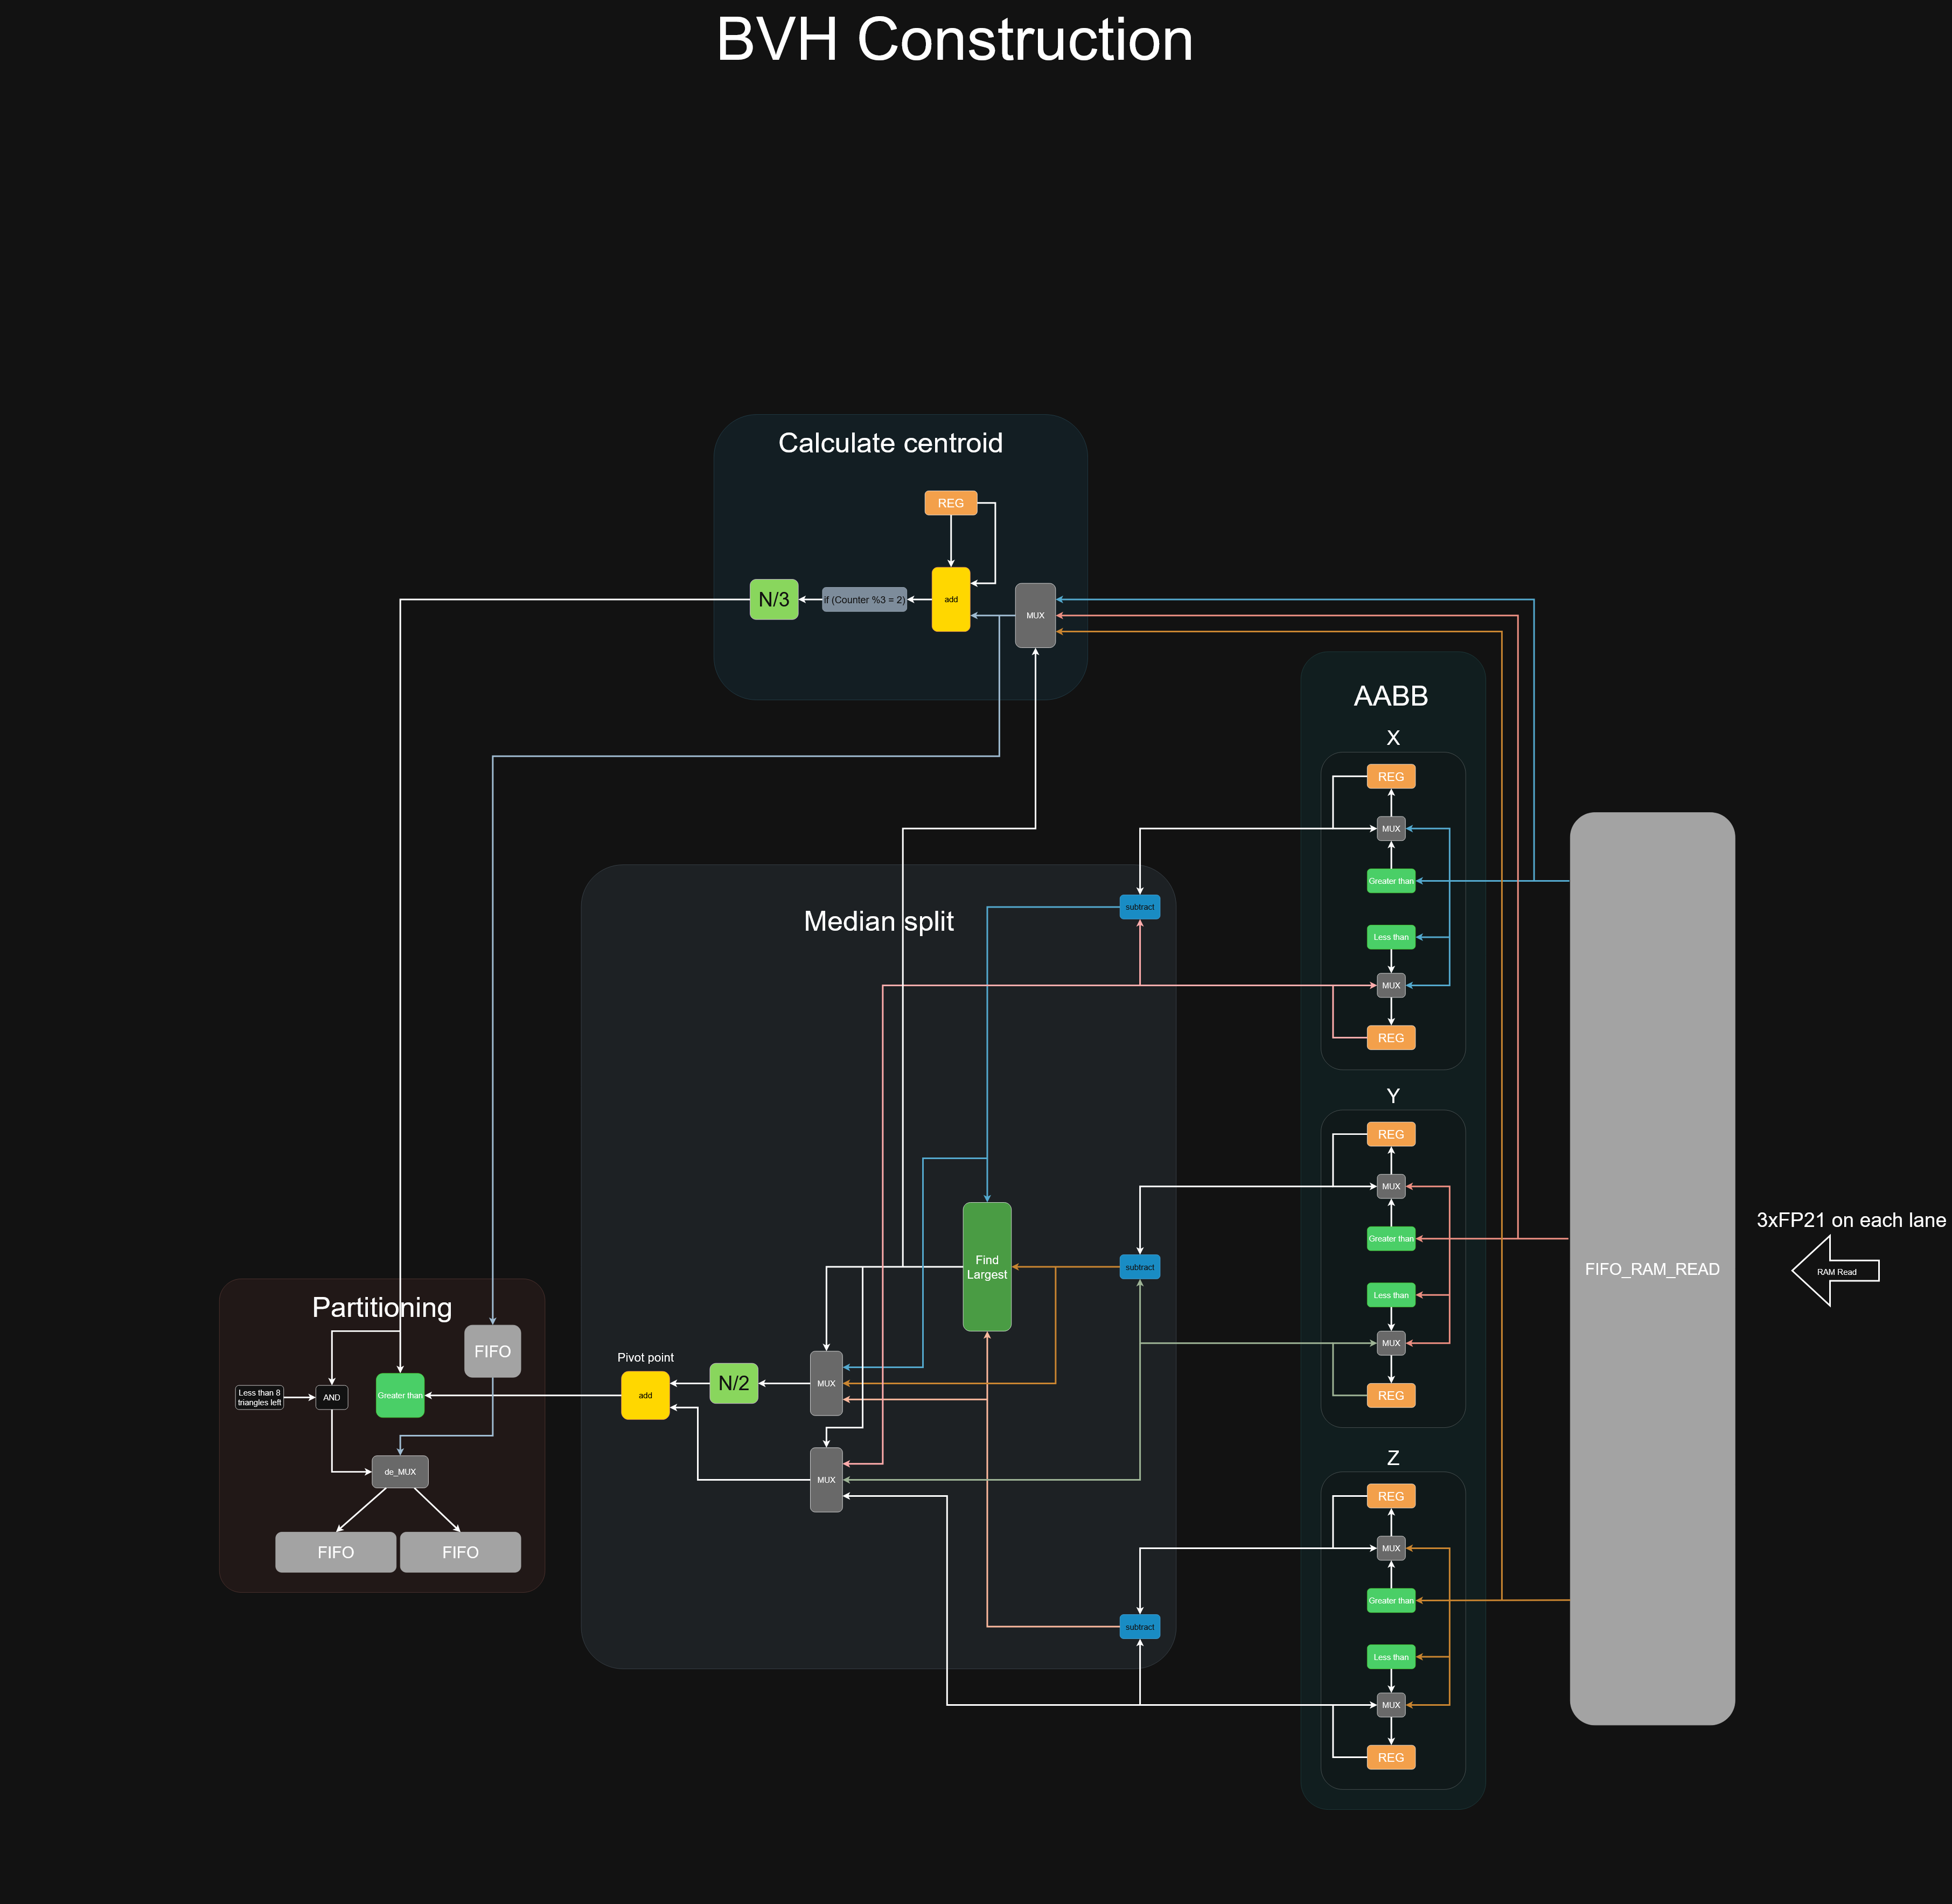 BVH Construction
Calculate centroid
REG
N/3
If (Counter %3 = 2)
add
MUX
AABB
X
REG
MUX
Greater than
Less than
MUX
REG
Y
REG
MUX
Greater than
Less than
MUX
REG
Z
REG
MUX
Greater than
Less than
MUX
REG
FIFO_RAM_READ
3xFP21 on each lane
RAM Read
Median split
subtract
subtract
subtract
Find
Largest
MUX
MUX
N/2
Pivot point
add
Partitioning
FIFO
Less than 8
triangles left
AND
Greater than
de_MUX
FIFO
FIFO